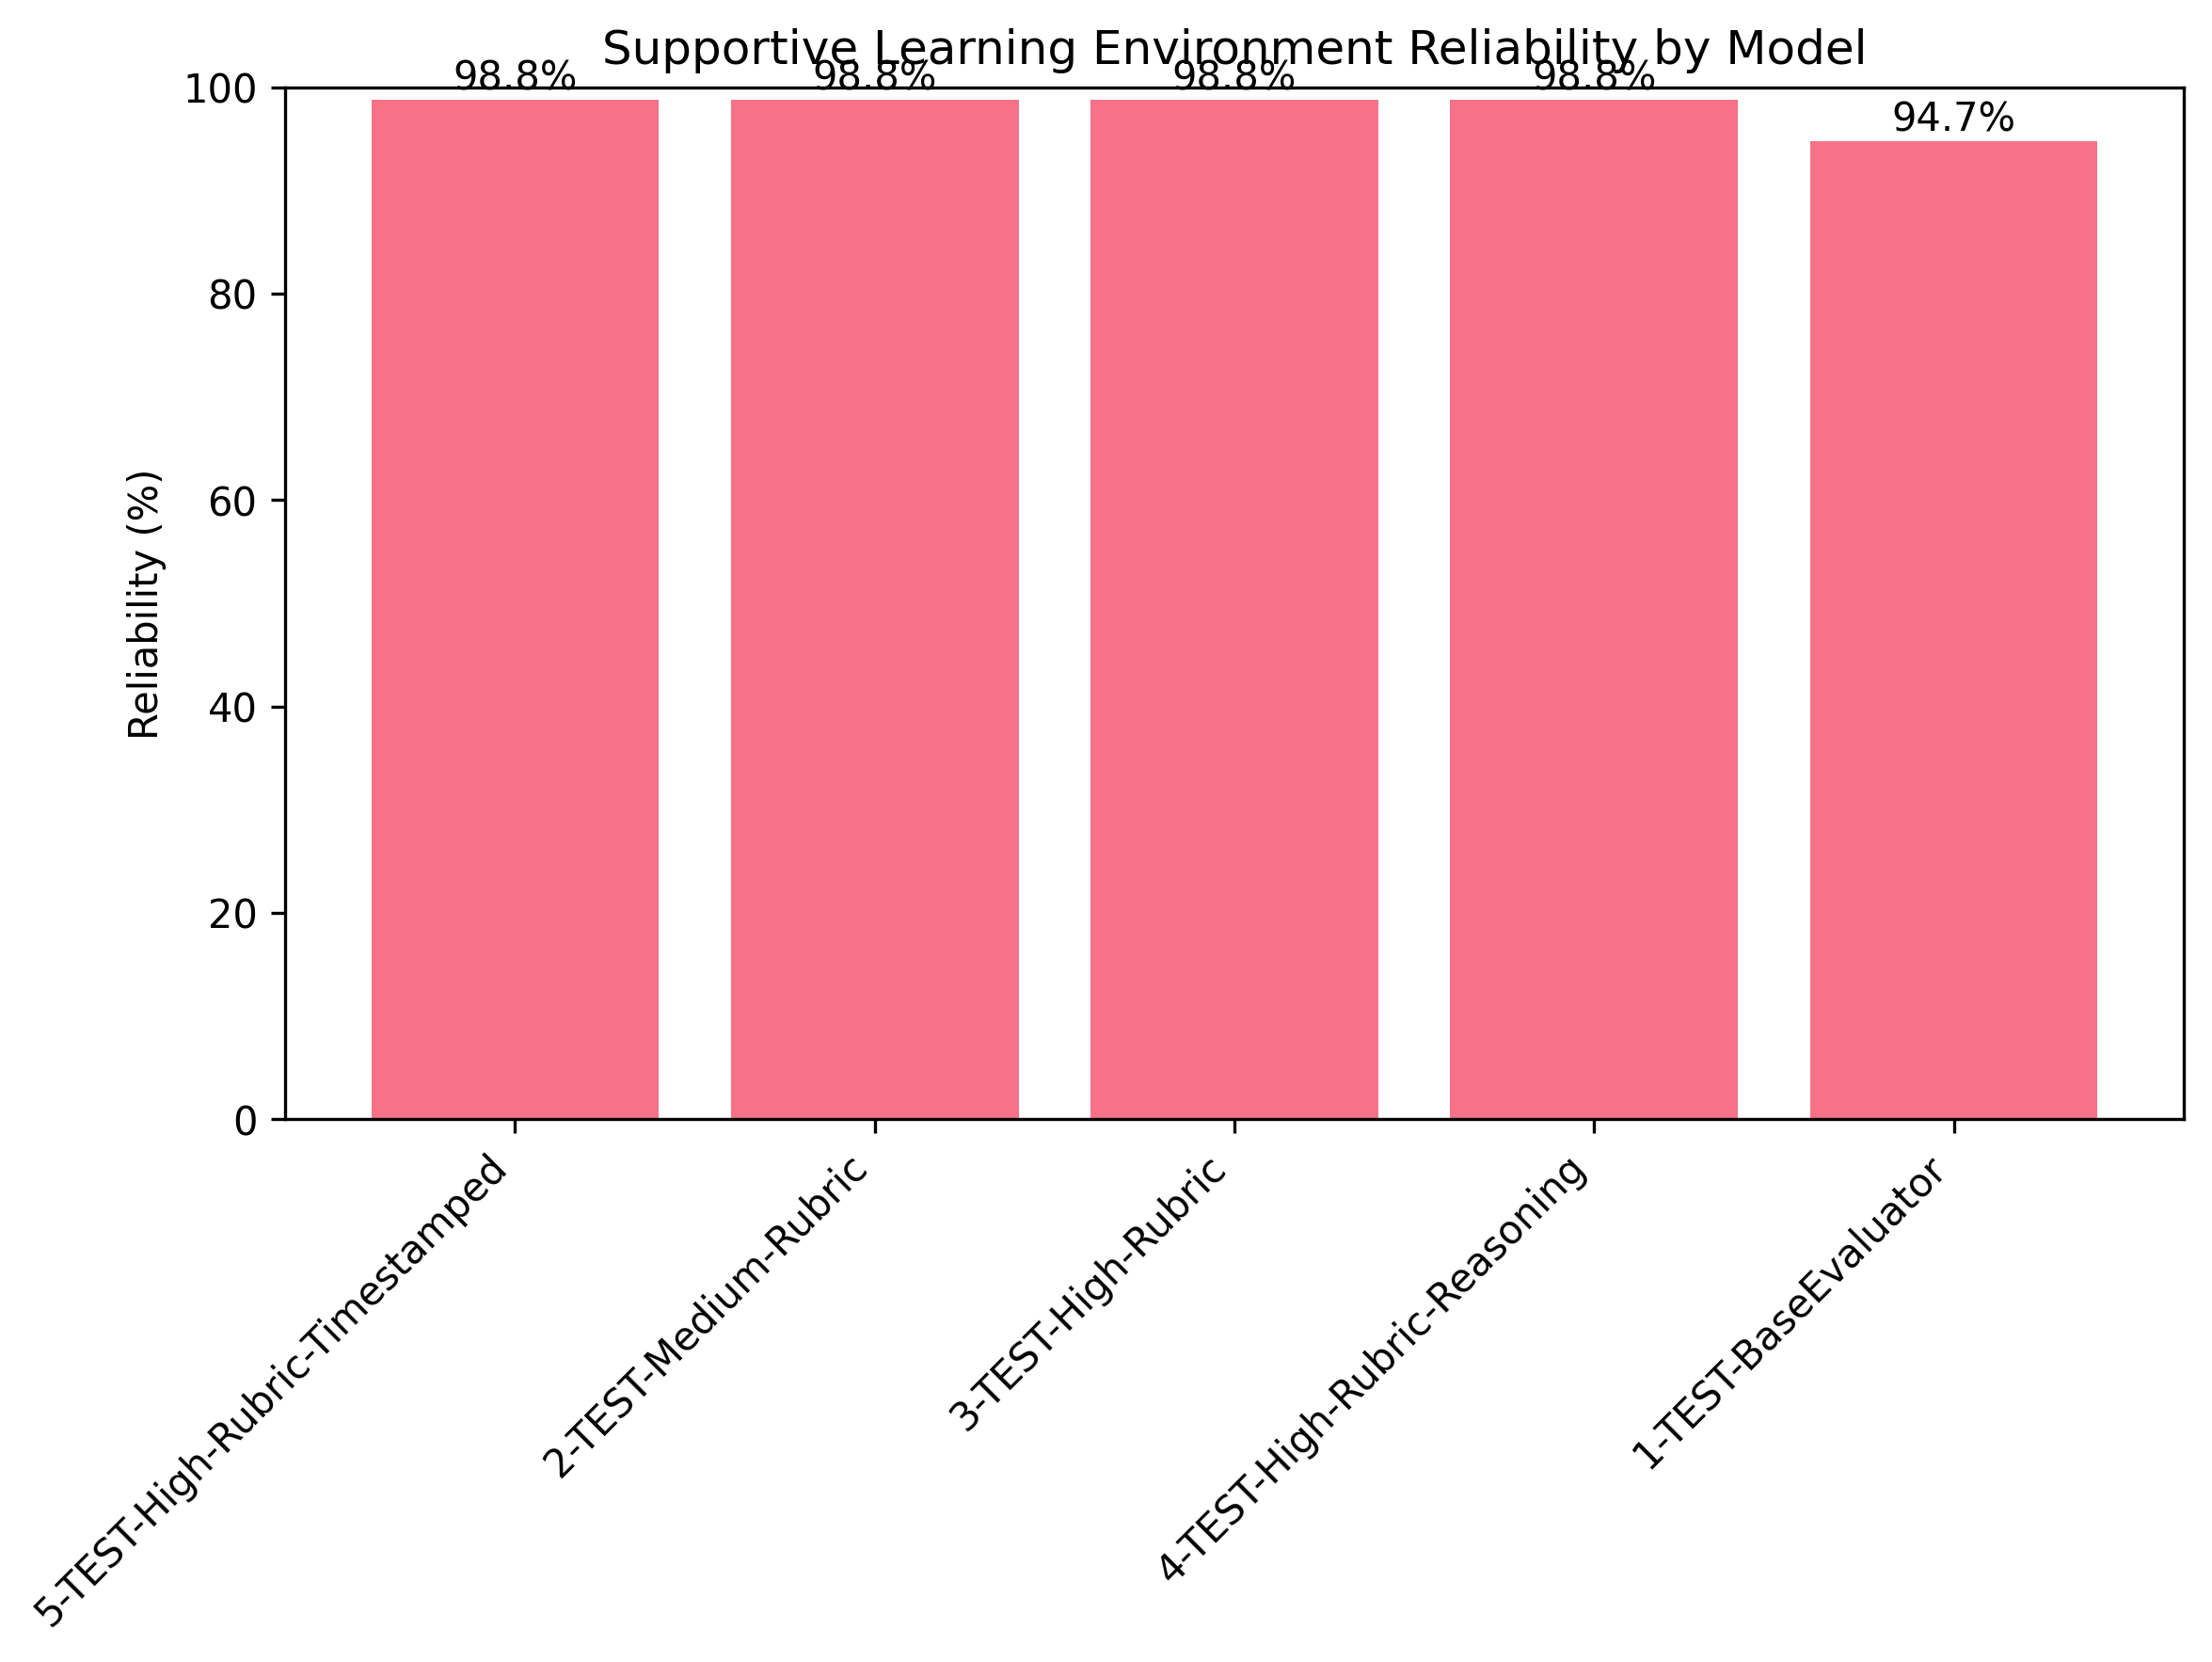 Supportive Learning Environment Reliability by Model
98.8%
98.8%
98.8%
98.8%
94.7%
100
80
60
40
20
0
Reliability (%)
5-TEST-High-Rubric-Timestamped
2-TEST-Medium-Rubric
3-TEST-High-Rubric
4-TEST-High-Rubric-Reasoning
1-TEST-BaseEvaluator